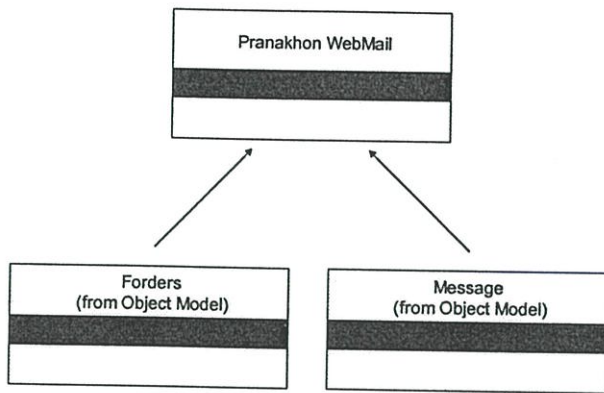 Pranakhon WebMail
Forders
(from Object Model)
Message
(from Object Model)